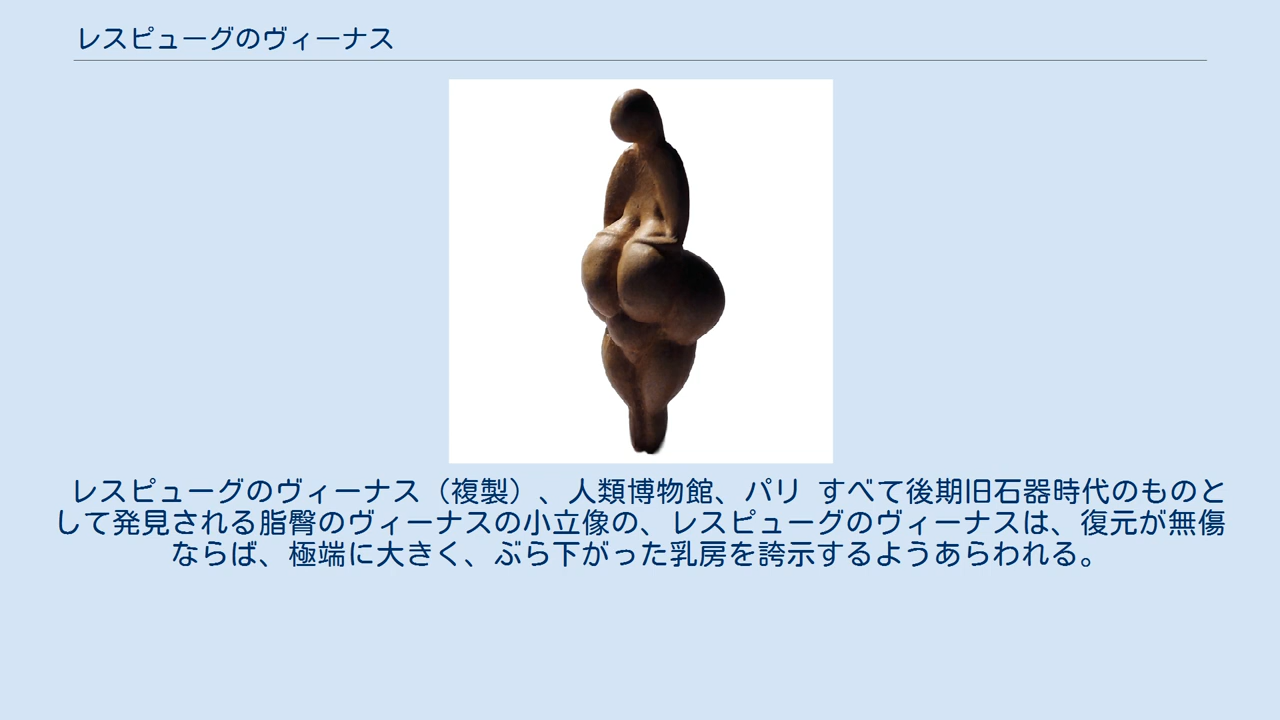 レスピューグのヴィーナス
レスピューグのヴィーナス（複製）、人類博物館、パリ すべて後期旧石器時代のものと
して発見される脂臀のヴィーナスの小立像の、レスピューグのヴィーナスは、復元が無傷
ならば、極端に大きく、ぶら下がった乳房を誇示するようあらわれる。